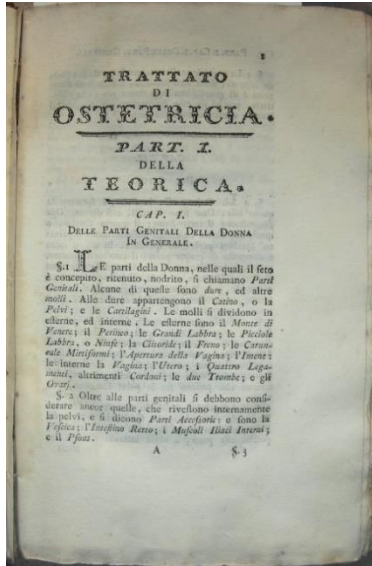 1
TRATTATO
DI
OSTETRICIA.
PART. I.
DELLA
TEORICA.
CAP. I.
DELLE PARTI GENITALI DELLA DONNA
IN GENERALE.
§.1 LE parti della Donna, nelle quali il feto
è concepito, ritenuto, nodrito, si chiamano Parti
Genitali. Alcune di queste sono dure, ed altre
molli. Alle dure appartengono il Catino, o la
Pelvi; e le Cartilagini. Le molli si dividono in
esterne, ed interne. Le esterne sono il Monte di
Venere; il Perineo; le Grandi Labbra; le Picciole
Labbra, o Ninfe; la Clitoride; il Freno; le Carun-
cole Mirtiformi; l'Apertura della Vagina; l'Imene:
le interne la Vagina; l'Utero; i Quattro Lega-
menti, altrimenti Cordoni; le due Trombe; e gli
Ovarj.
§. 2 Oltre alle parti genitali si debbono consi-
derare anco quelle, che rivestono internamente
la pelvi, e si dicono Parti Accessorie: e sono la
Vescica; l'Intestino Retto; i Muscoli Iliaci Interni;
e il Psoas.
A §.3